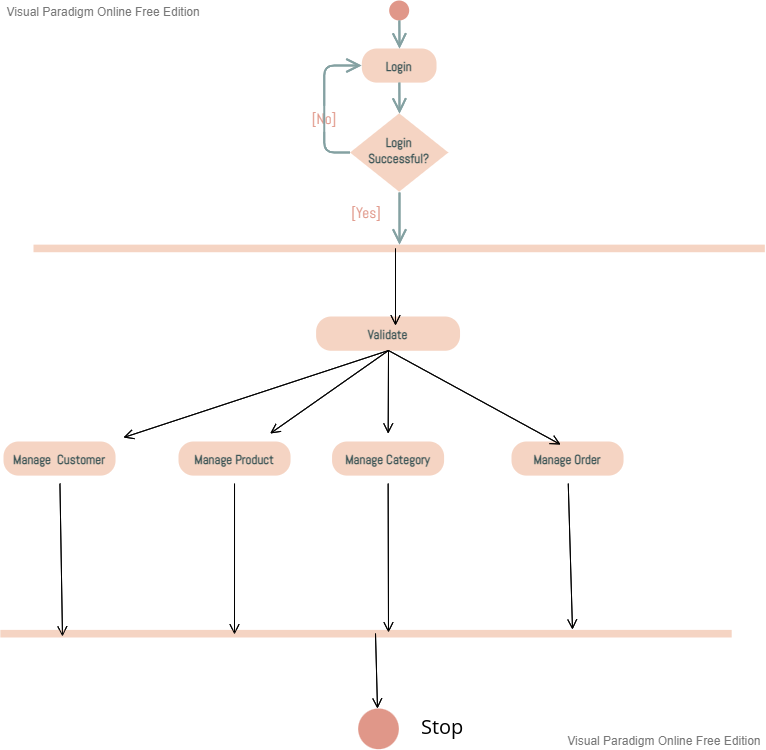 Visual Paradigm Online Free Edition
Login
[No]
Login
Successful?
[Yes]
Validate
Manage  Customer
Manage Product
Manage Category
Manage Order
Stop
Visual Paradigm Online Free Edition